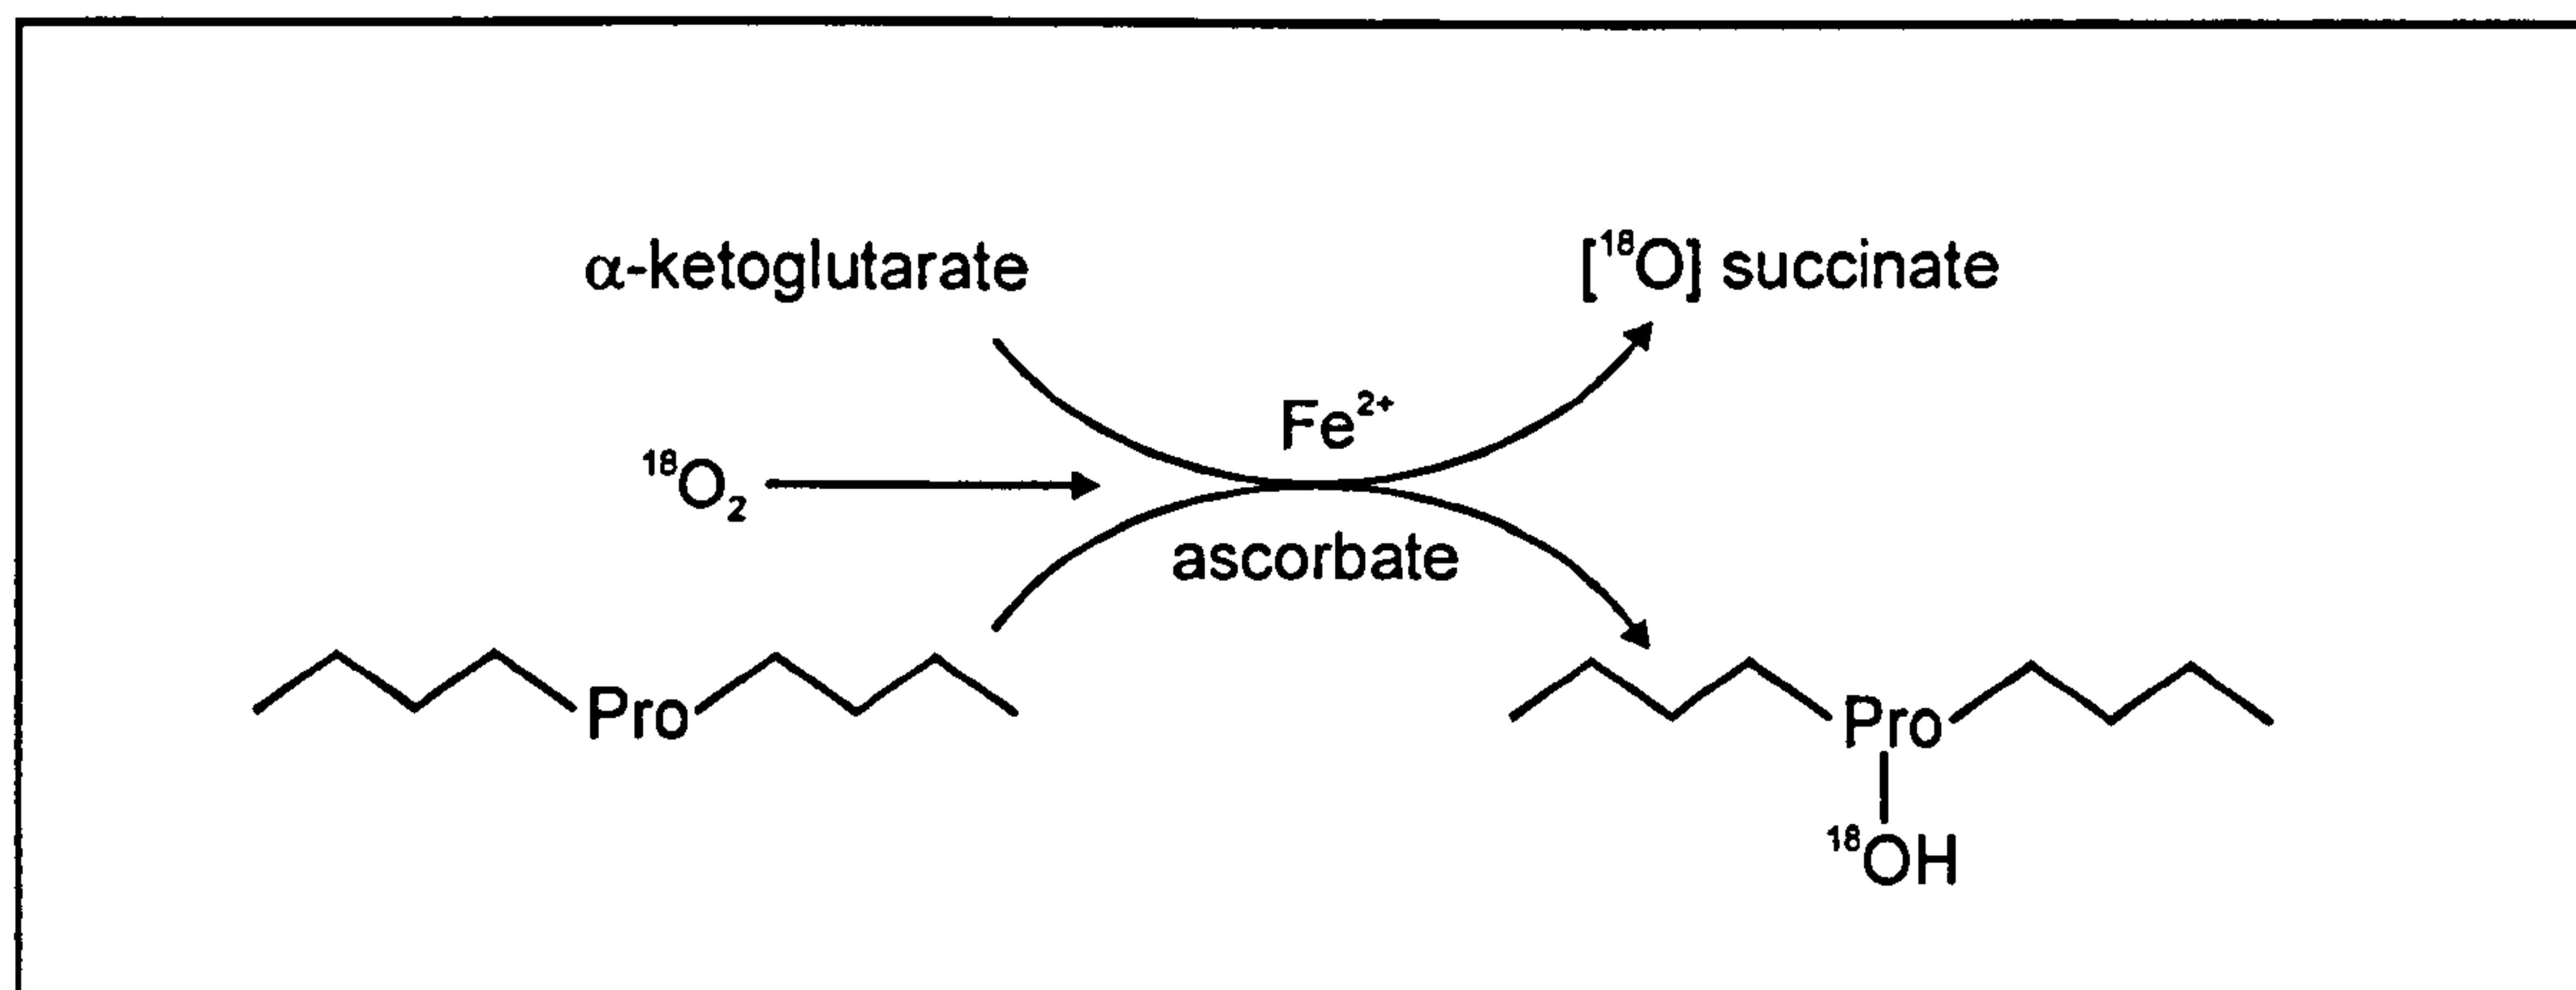 α-ketoglutarate
[¹⁸O] succinate
Fe²⁺
¹⁸O₂
ascorbate
Pro
Pro
¹⁸OH